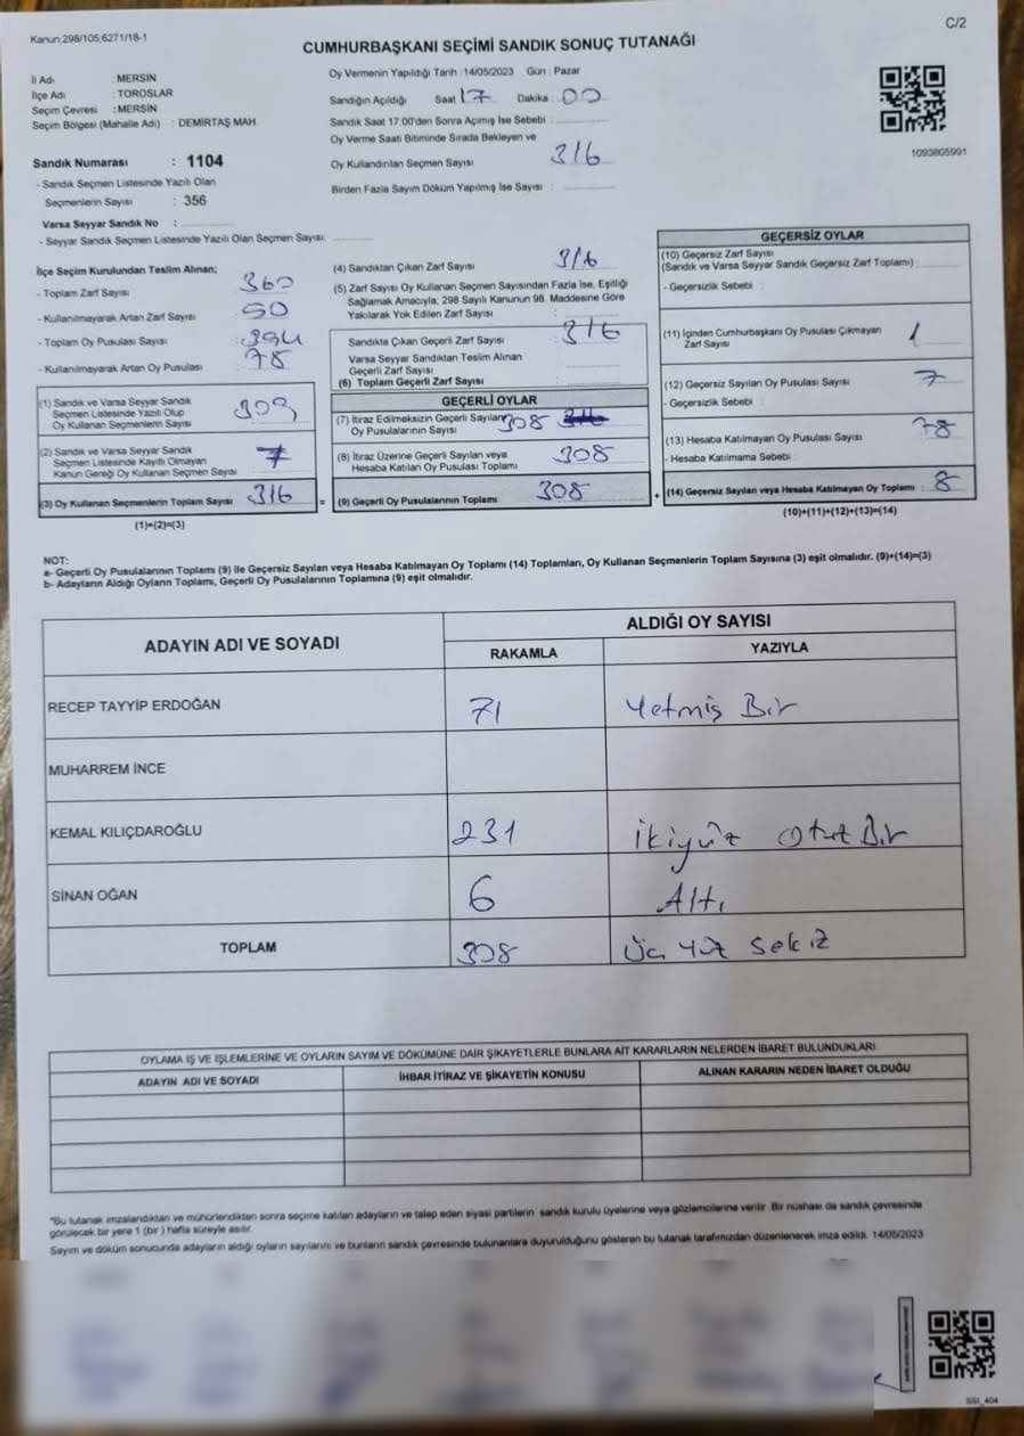 Kanun:298/105;6271/18-1
C/2
CUMHURBAŞKANI SEÇİMİ SANDIK SONUÇ TUTANAĞI
İl Adı : MERSİN
İlçe Adı : TOROSLAR
Seçim Çevresi : MERSİN
Seçim Bölgesi (Mahalle Adı) : DEMİRTAŞ MAH.
Oy Vermenin Yapıldığı Tarih :14/05/2023 Gün : Pazar
Sandığın Açıldığı Saat 17 Dakika : 00
Sandık Saat 17.00'den Sonra Açımış İse Sebebi :
Oy Verme Saati Bitiminde Sırada Bekleyen ve
Oy Kullandırılan Seçmen Sayısı 316
Birden Fazla Sayım Döküm Yapılmış İse Sayısı :
1093805991
Sandık Numarası : 1104
- Sandık Seçmen Listesinde Yazılı Olan
Seçmenlerin Sayısı : 356
Varsa Seyyar Sandık No :
- Seyyar Sandık Seçmen Listesinde Yazılı Olan Seçmen Sayısı:
İlçe Seçim Kurulundan Teslim Alınan;
- Toplam Zarf Sayısı 360
- Kullanılmayarak Artan Zarf Sayısı 50
- Toplam Oy Pusulası Sayısı 394
- Kullanılmayarak Artan Oy Pusulası 78
(1) Sandık ve Varsa Seyyar Sandık
Seçmen Listesinde Yazılı Olup
Oy Kullanan Seçmenlerin Sayısı 309
(2) Sandık ve Varsa Seyyar Sandık
Seçmen Listesinde Kayıtlı Olmayan
Kanun Gereği Oy Kullanan Seçmen Sayısı 7
(3) Oy Kullanan Seçmenlerin Toplam Sayısı 316
(1)+(2)=(3)
(4) Sandıktan Çıkan Zarf Sayısı 316
(5) Zarf Sayısı Oy Kullanan Seçmen Sayısından Fazla İse, Eşitliği
Sağlamak Amacıyla, 298 Sayılı Kanunun 98. Maddesine Göre
Yakılarak Yok Edilen Zarf Sayısı :
Sandıkta Çıkan Geçerli Zarf Sayısı 316
Varsa Seyyar Sandıktan Teslim Alınan
Geçerli Zarf Sayısı
(6) Toplam Geçerli Zarf Sayısı
GEÇERLİ OYLAR
(7) İtiraz Edilmeksizin Geçerli Sayılan 308
Oy Pusulalarının Sayısı
(8) İtiraz Üzerine Geçerli Sayılan veya
Hesaba Katılan Oy Pusulası Toplamı 308
= (9) Geçerli Oy Pusulalarının Toplamı 308
GEÇERSİZ OYLAR
(10) Geçersiz Zarf Sayısı
(Sandık ve Varsa Seyyar Sandık Geçersiz Zarf Toplamı)
- Geçersizlik Sebebi :
(11) İçinden Cumhurbaşkanı Oy Pusulası Çıkmayan
Zarf Sayısı 1
(12) Geçersiz Sayılan Oy Pusulası Sayısı 7
- Geçersizlik Sebebi :
(13) Hesaba Katılmayan Oy Pusulası Sayısı 78
- Hesaba Katılmama Sebebi :
+ (14) Geçersiz Sayılan veya Hesaba Katılmayan Oy Toplamı : 8
(10)+(11)+(12)+(13)=(14)
NOT:
a- Geçerli Oy Pusulalarının Toplamı (9) ile Geçersiz Sayılan veya Hesaba Katılmayan Oy Toplamı (14) Toplamları, Oy Kullanan Seçmenlerin Toplam Sayısına (3) eşit olmalıdır. (9)+(14)=(3)
b- Adayların Aldığı Oyların Toplamı, Geçerli Oy Pusulalarının Toplamına (9) eşit olmalıdır.
ADAYIN ADI VE SOYADI
ALDIĞI OY SAYISI
RAKAMLA YAZIYLA
RECEP TAYYİP ERDOĞAN 71 Yetmiş Bir
MUHARREM İNCE
KEMAL KILIÇDAROĞLU 231 İkiyüz Otuz Bir
SİNAN OĞAN 6 Altı
TOPLAM 308 Üç Yüz Sekiz
OYLAMA İŞ VE İŞLEMLERİNE VE OYLARIN SAYIM VE DÖKÜMÜNE DAİR ŞİKAYETLERLE BUNLARA AİT KARARLARIN NELERDEN İBARET BULUNDUKLARI
ADAYIN ADI VE SOYADI İHBAR İTİRAZ VE ŞİKAYETİN KONUSU ALINAN KARARIN NEDEN İBARET OLDUĞU
"Bu tutanak imzalandıktan ve mühürlendikten sonra seçime katılan adayların ve talep eden siyasi partilerin sandık kurulu üyelerine veya gözlemcilerine verilir. Bir nüshası da sandık çevresinde
görülecek bir yere 1 (bir) hafta süreyle asılır.
Sayım ve döküm sonucunda adayların aldığı oyların sayılarını ve bunların sandık çevresinde bulunanlara duyurulduğunu gösteren bu tutanak tarafımızdan düzenlenerek imza edildi. 14/05/2023
SSI_404